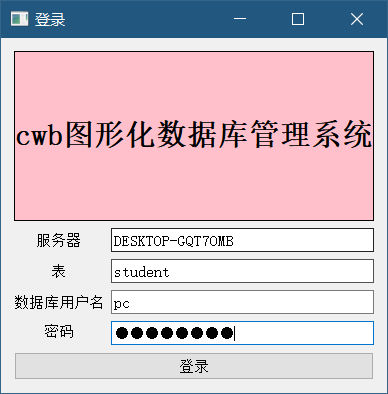 登录
cwb图形化数据库管理系统
服务器 DESKTOP-GQT7OMB
表 student
数据库用户名 pc
密码 ●●●●●●●●
登录